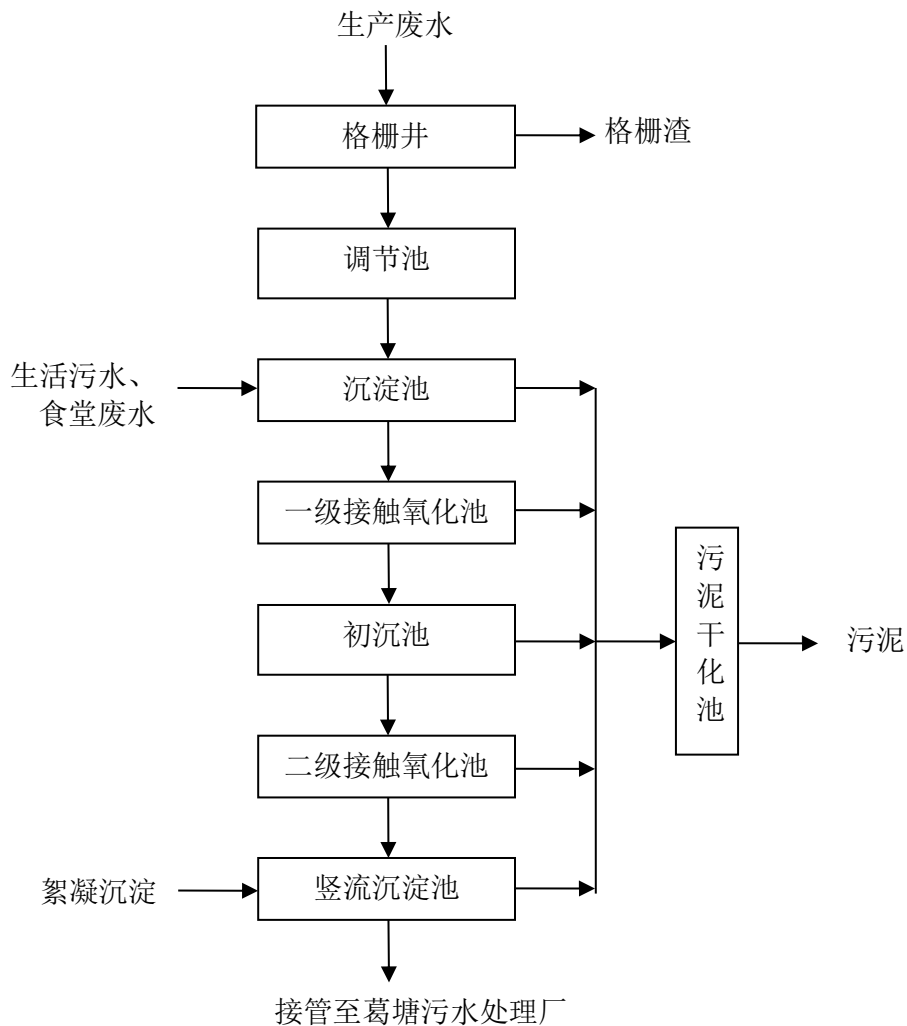 生产废水
格栅井
格栅渣
调节池
生活污水、
食堂废水
沉淀池
一级接触氧化池
初沉池
污泥干化池
污泥
二级接触氧化池
絮凝沉淀
竖流沉淀池
接管至葛塘污水处理厂